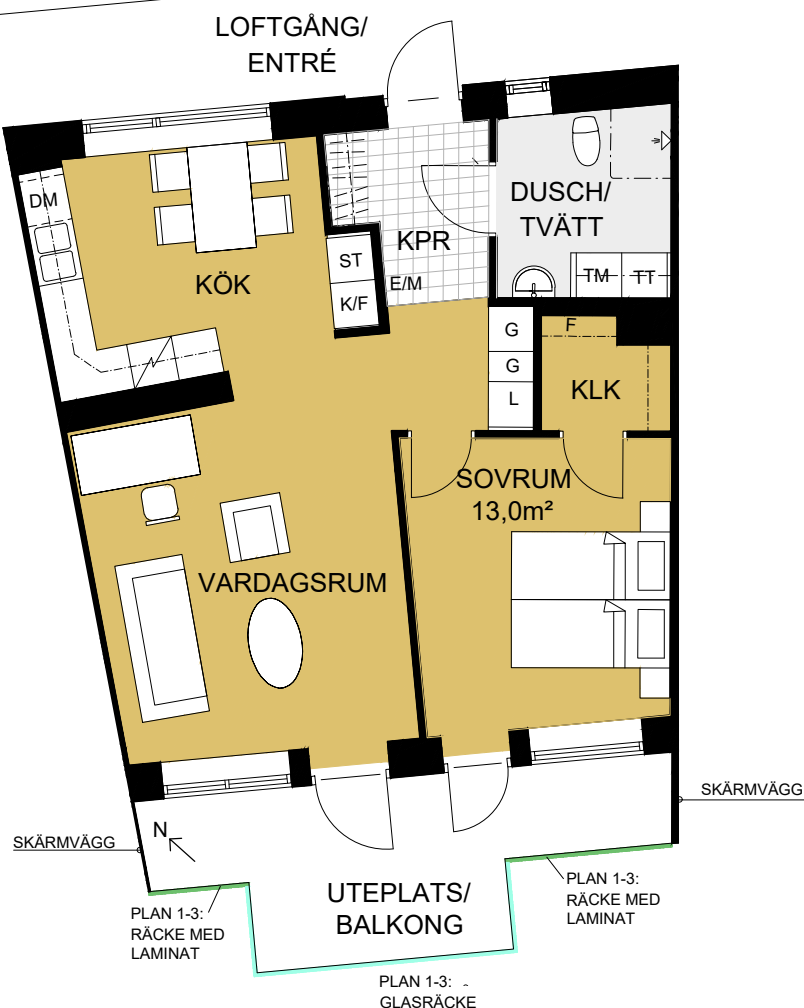 LOFTGÅNG/
ENTRÉ
DM
KÖK
ST
K/F
KPR
E/M
DUSCH/
TVÄTT
TM
TT
G
G
L
F
KLK
SOVRUM
13,0m²
VARDAGSRUM
SKÄRMVÄGG
N
SKÄRMVÄGG
UTEPLATS/
BALKONG
PLAN 1-3:
RÄCKE MED
LAMINAT
PLAN 1-3:
RÄCKE MED
LAMINAT
PLAN 1-3:
GLASRÄCKE